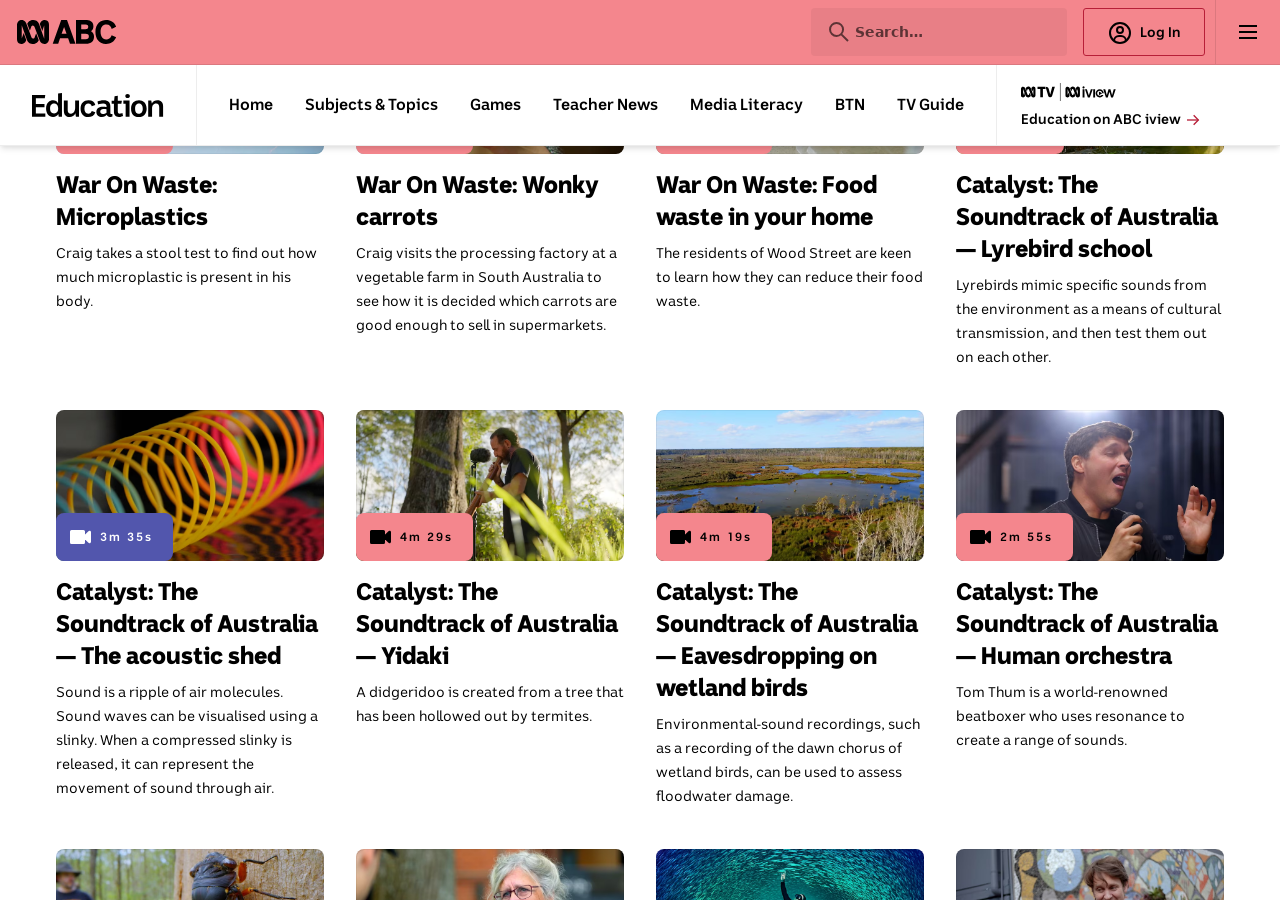 ABC
Search...
Log In
Education
Home
Subjects & Topics
Games
Teacher News
Media Literacy
BTN
TV Guide
TV
iview
Education on ABC iview
War On Waste:
Microplastics
Craig takes a stool test to find out how
much microplastic is present in his
body.
War On Waste: Wonky
carrots
Craig visits the processing factory at a
vegetable farm in South Australia to
see how it is decided which carrots are
good enough to sell in supermarkets.
War On Waste: Food
waste in your home
The residents of Wood Street are keen
to learn how they can reduce their food
waste.
Catalyst: The
Soundtrack of Australia
— Lyrebird school
Lyrebirds mimic specific sounds from
the environment as a means of cultural
transmission, and then test them out
on each other.
3m 35s
Catalyst: The
Soundtrack of Australia
— The acoustic shed
Sound is a ripple of air molecules.
Sound waves can be visualised using a
slinky. When a compressed slinky is
released, it can represent the
movement of sound through air.
4m 29s
Catalyst: The
Soundtrack of Australia
— Yidaki
A didgeridoo is created from a tree that
has been hollowed out by termites.
4m 19s
Catalyst: The
Soundtrack of Australia
— Eavesdropping on
wetland birds
Environmental-sound recordings, such
as a recording of the dawn chorus of
wetland birds, can be used to assess
floodwater damage.
2m 55s
Catalyst: The
Soundtrack of Australia
— Human orchestra
Tom Thum is a world-renowned
beatboxer who uses resonance to
create a range of sounds.